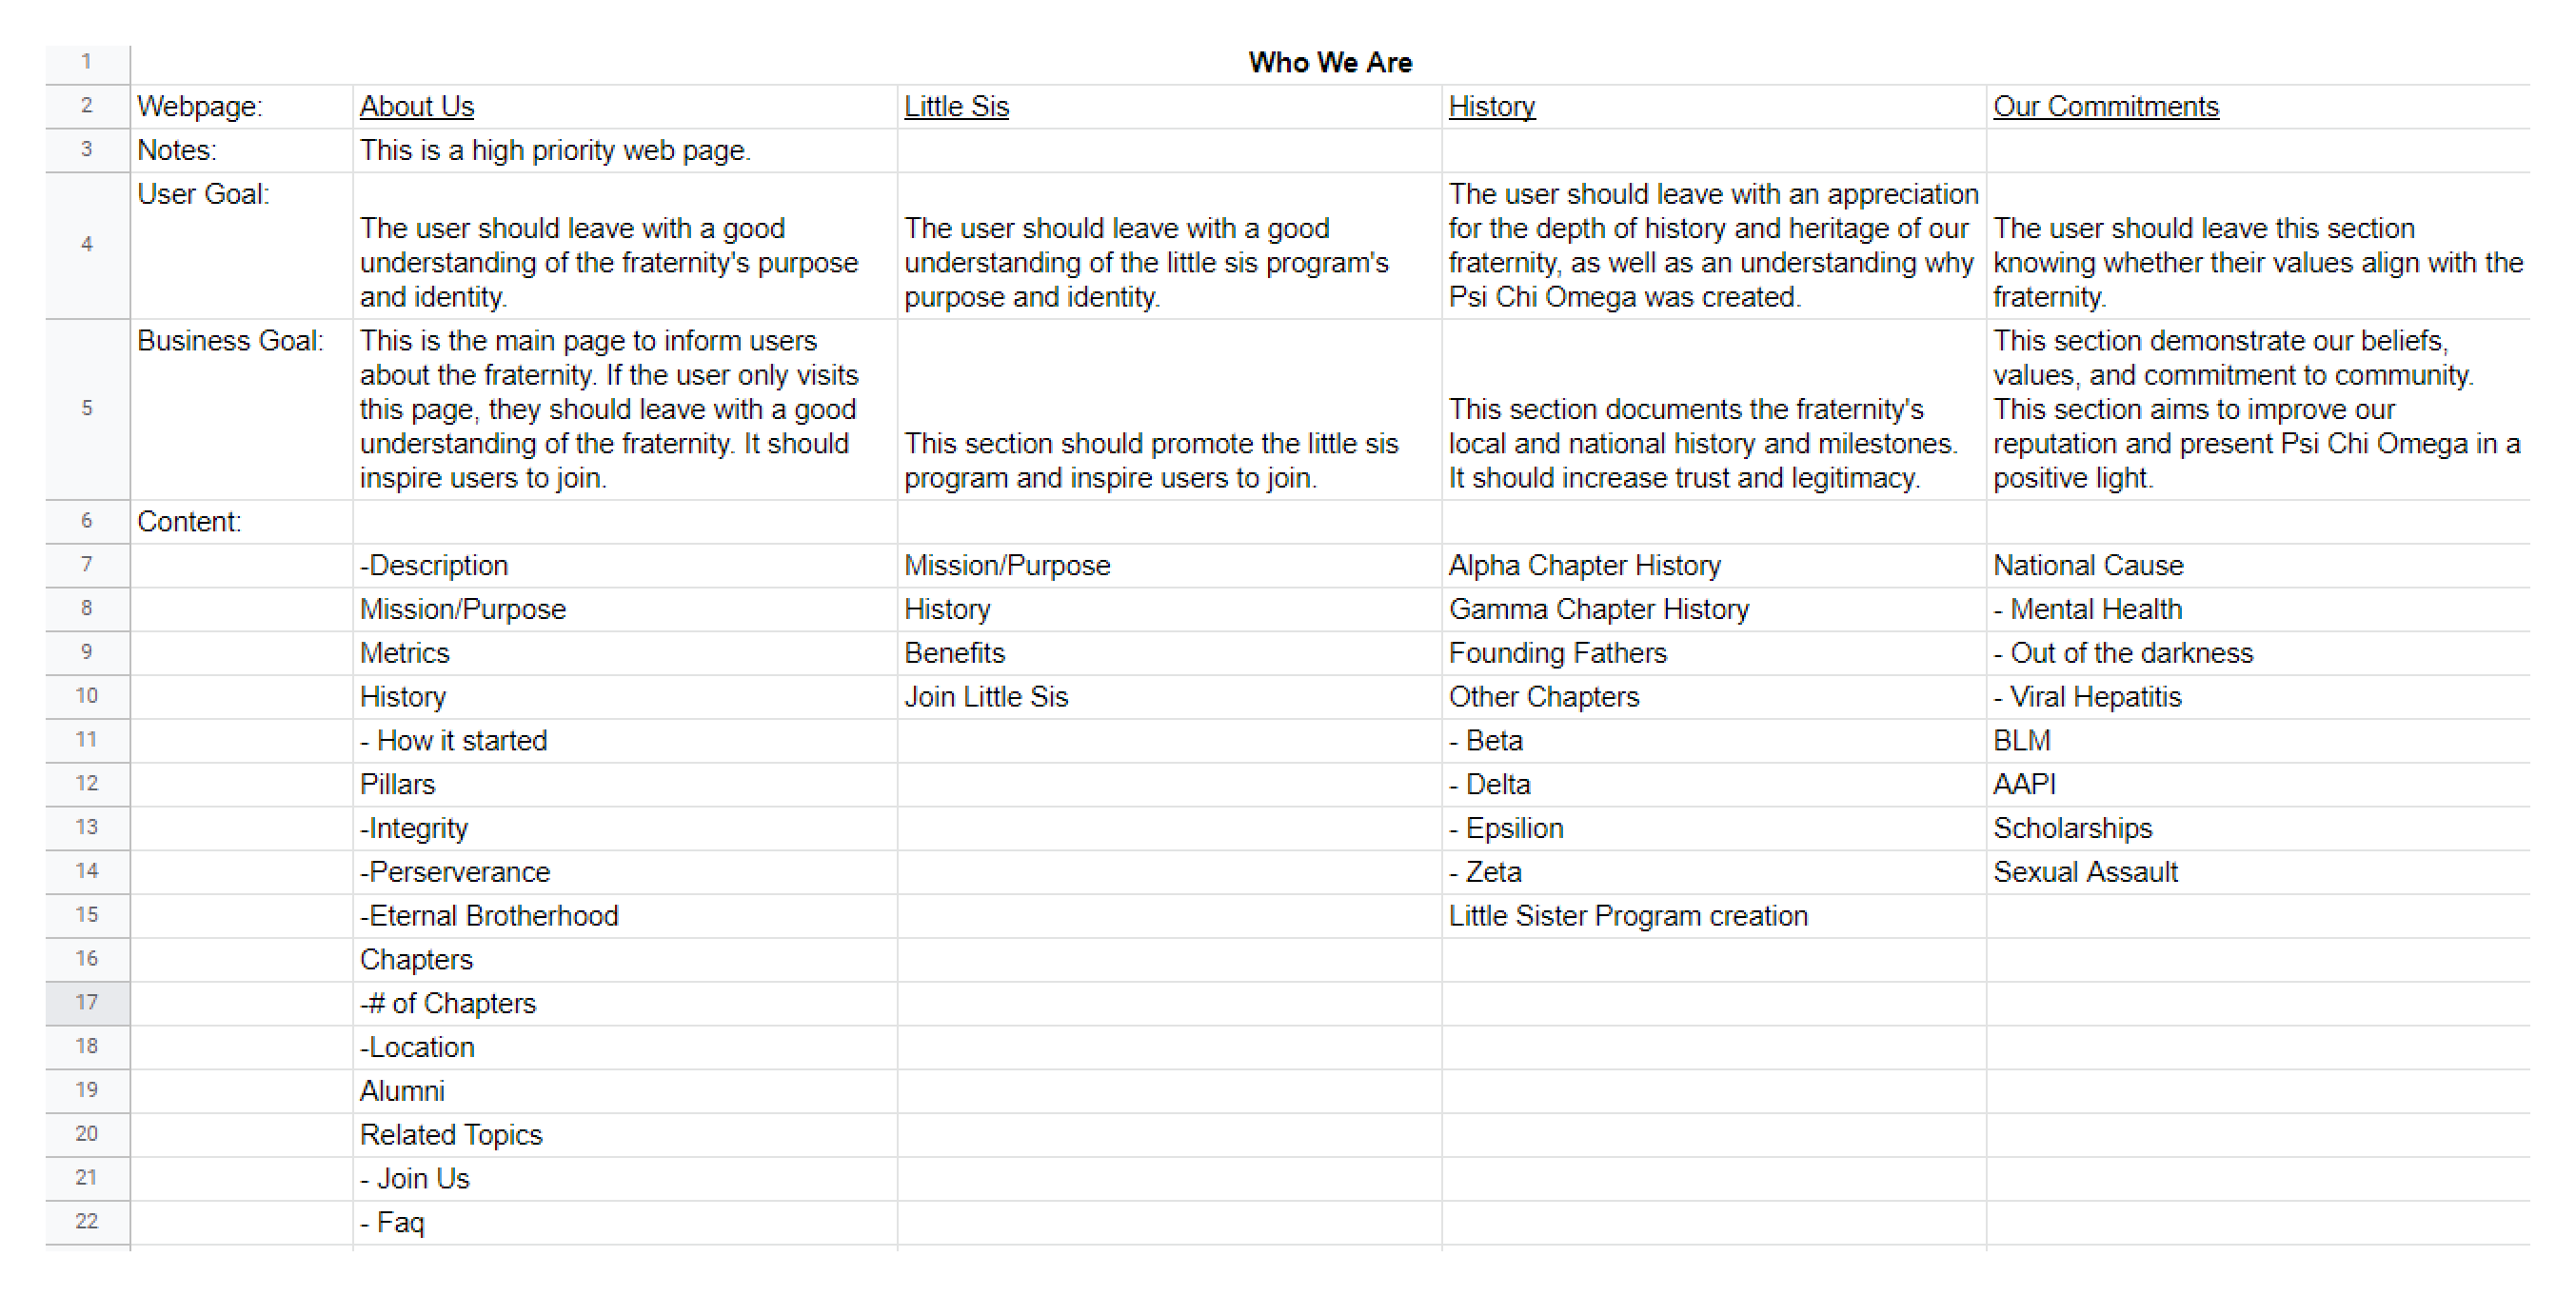 1 Who We Are
2 Webpage: About Us Little Sis History Our Commitments
3 Notes: This is a high priority web page.
4 User Goal:
The user should leave with a good
understanding of the fraternity's purpose
and identity.
The user should leave with a good
understanding of the little sis program's
purpose and identity.
The user should leave with an appreciation
for the depth of history and heritage of our
fraternity, as well as an understanding why
Psi Chi Omega was created.
The user should leave this section
knowing whether their values align with the
fraternity.
5 Business Goal:
This is the main page to inform users
about the fraternity. If the user only visits
this page, they should leave with a good
understanding of the fraternity. It should
inspire users to join.
This section should promote the little sis
program and inspire users to join.
This section documents the fraternity's
local and national history and milestones.
It should increase trust and legitimacy.
This section demonstrate our beliefs,
values, and commitment to community.
This section aims to improve our
reputation and present Psi Chi Omega in a
positive light.
6 Content:
7 -Description Mission/Purpose Alpha Chapter History National Cause
8 Mission/Purpose History Gamma Chapter History - Mental Health
9 Metrics Benefits Founding Fathers - Out of the darkness
10 History Join Little Sis Other Chapters - Viral Hepatitis
11 - How it started - Beta BLM
12 Pillars - Delta AAPI
13 -Integrity - Epsilion Scholarships
14 -Perserverance - Zeta Sexual Assault
15 -Eternal Brotherhood Little Sister Program creation
16 Chapters
17 -# of Chapters
18 -Location
19 Alumni
20 Related Topics
21 - Join Us
22 - Faq